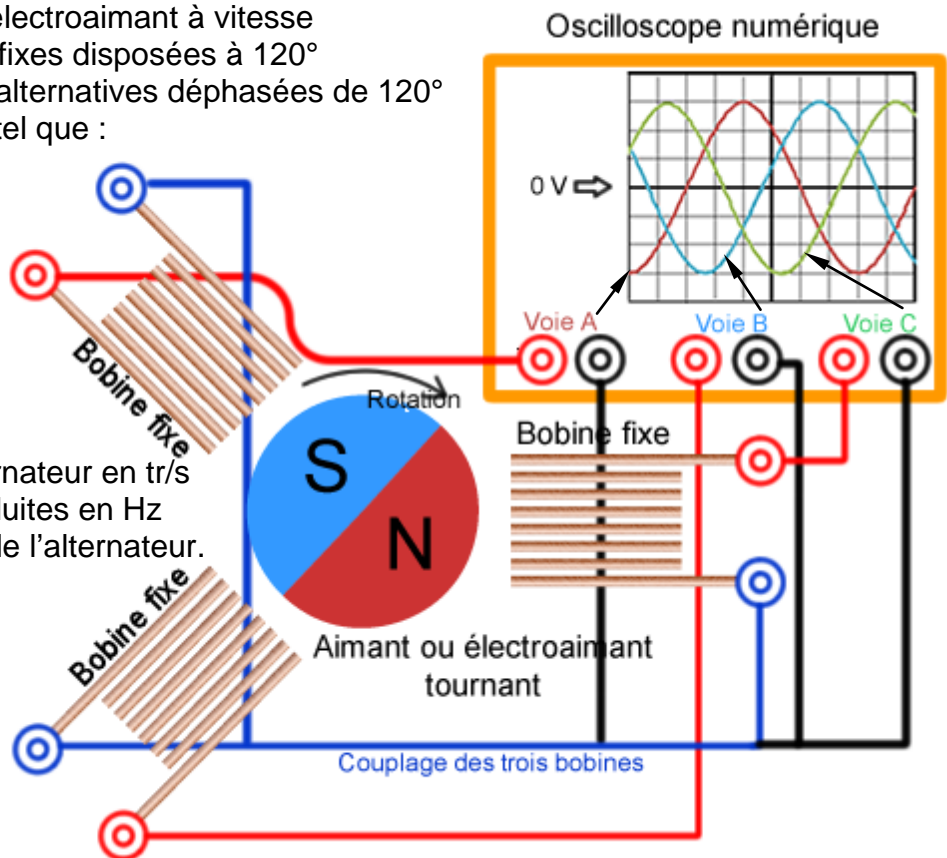 électroaimant à vitesse
fixes disposées à 120°
alternatives déphasées de 120°
tel que :
Oscilloscope numérique
0 V
Voie A
Voie B
Voie C
Bobine fixe
Rotation
Bobine fixe
S
N
rnateur en tr/s
luites en Hz
de l'alternateur.
Bobine fixe
Aimant ou électroaimant
tournant
Couplage des trois bobines